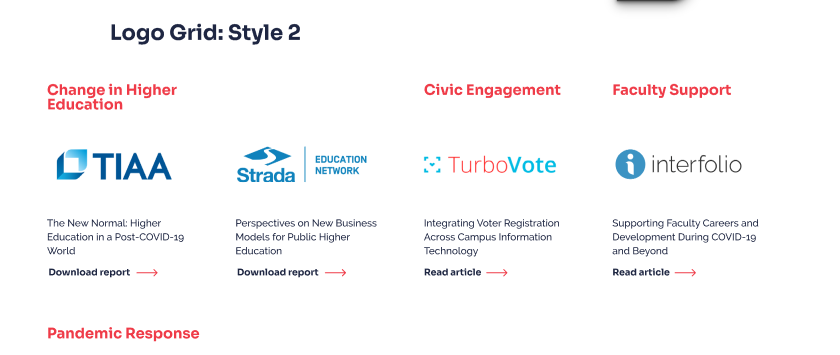 Logo Grid: Style 2
Change in Higher
Education
Civic Engagement
Faculty Support
TIAA
Strada
EDUCATION
NETWORK
TurboVote
interfolio
The New Normal: Higher
Education in a Post-COVID-19
World
Download report
Perspectives on New Business
Models for Public Higher
Education
Download report
Integrating Voter Registration
Across Campus Information
Technology
Read article
Supporting Faculty Careers and
Development During COVID-19
and Beyond
Read article
Pandemic Response